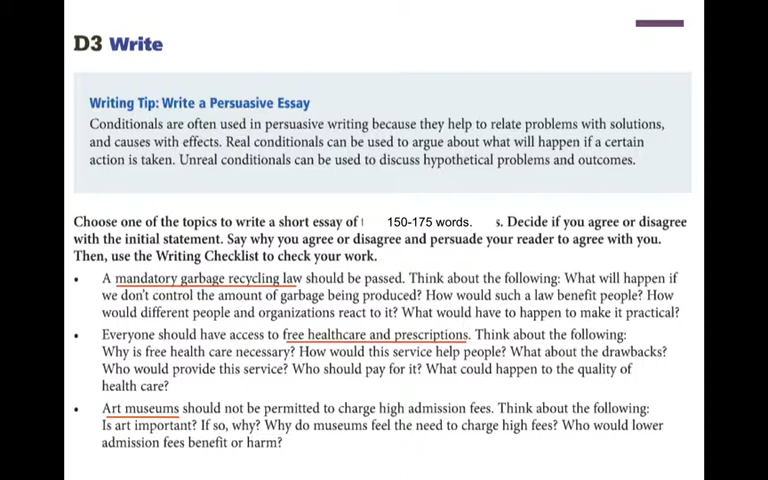 D3 Write
Writing Tip: Write a Persuasive Essay
Conditionals are often used in persuasive writing because they help to relate problems with solutions,
and causes with effects. Real conditionals can be used to argue about what will happen if a certain
action is taken. Unreal conditionals can be used to discuss hypothetical problems and outcomes.
Choose one of the topics to write a short essay of 150-175 words. s. Decide if you agree or disagree
with the initial statement. Say why you agree or disagree and persuade your reader to agree with you.
Then, use the Writing Checklist to check your work.
• A mandatory garbage recycling law should be passed. Think about the following: What will happen if
we don't control the amount of garbage being produced? How would such a law benefit people? How
would different people and organizations react to it? What would have to happen to make it practical?
• Everyone should have access to free healthcare and prescriptions. Think about the following:
Why is free health care necessary? How would this service help people? What about the drawbacks?
Who would provide this service? Who should pay for it? What could happen to the quality of
health care?
• Art museums should not be permitted to charge high admission fees. Think about the following:
Is art important? If so, why? Why do museums feel the need to charge high fees? Who would lower
admission fees benefit or harm?